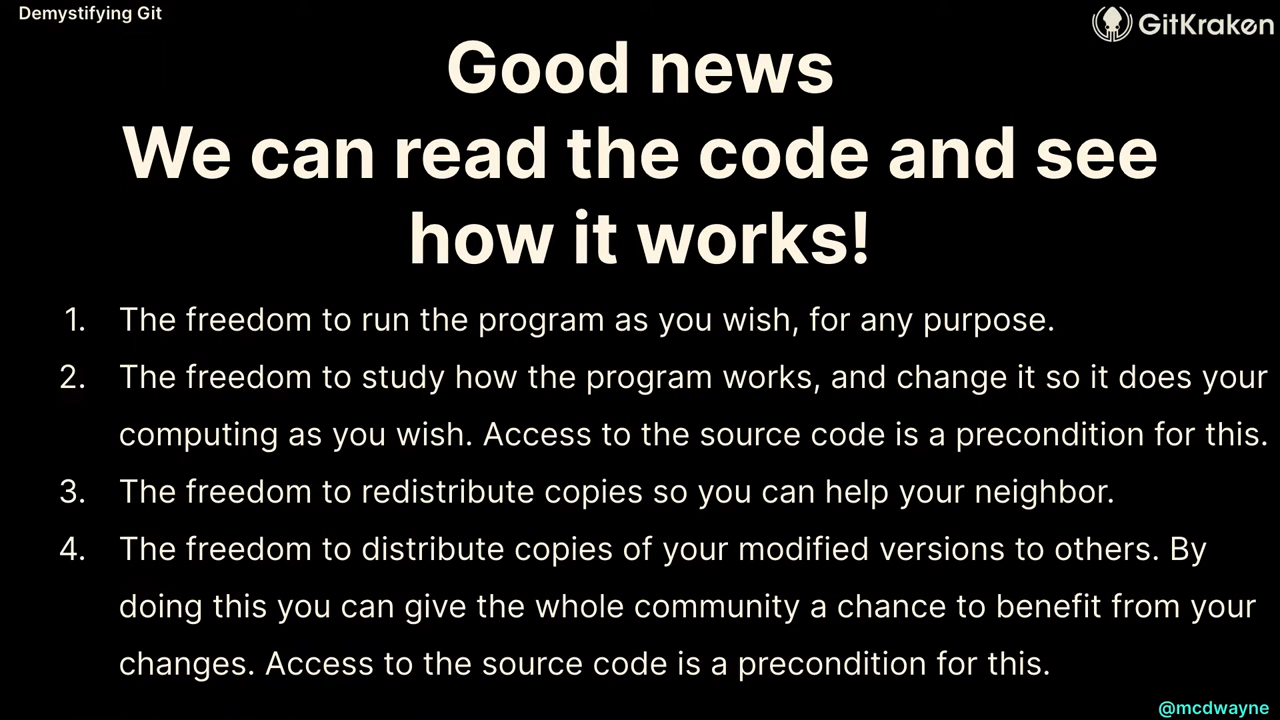 Demystifying Git
GitKraken
Good news
We can read the code and see
how it works!
1. The freedom to run the program as you wish, for any purpose.
2. The freedom to study how the program works, and change it so it does your
computing as you wish. Access to the source code is a precondition for this.
3. The freedom to redistribute copies so you can help your neighbor.
4. The freedom to distribute copies of your modified versions to others. By
doing this you can give the whole community a chance to benefit from your
changes. Access to the source code is a precondition for this.
@mcdwayne